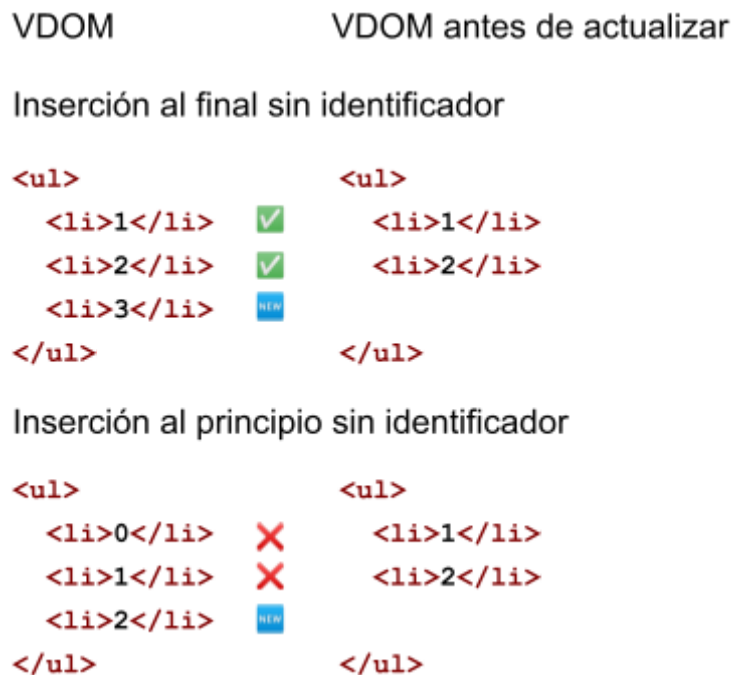 VDOM VDOM antes de actualizar
Inserción al final sin identificador
<ul> <ul>
<li>1</li> ✅ <li>1</li>
<li>2</li> ✅ <li>2</li>
<li>3</li> 🆕
</ul> </ul>
Inserción al principio sin identificador
<ul> <ul>
<li>0</li> ❌ <li>1</li>
<li>1</li> ❌ <li>2</li>
<li>2</li> 🆕
</ul> </ul>